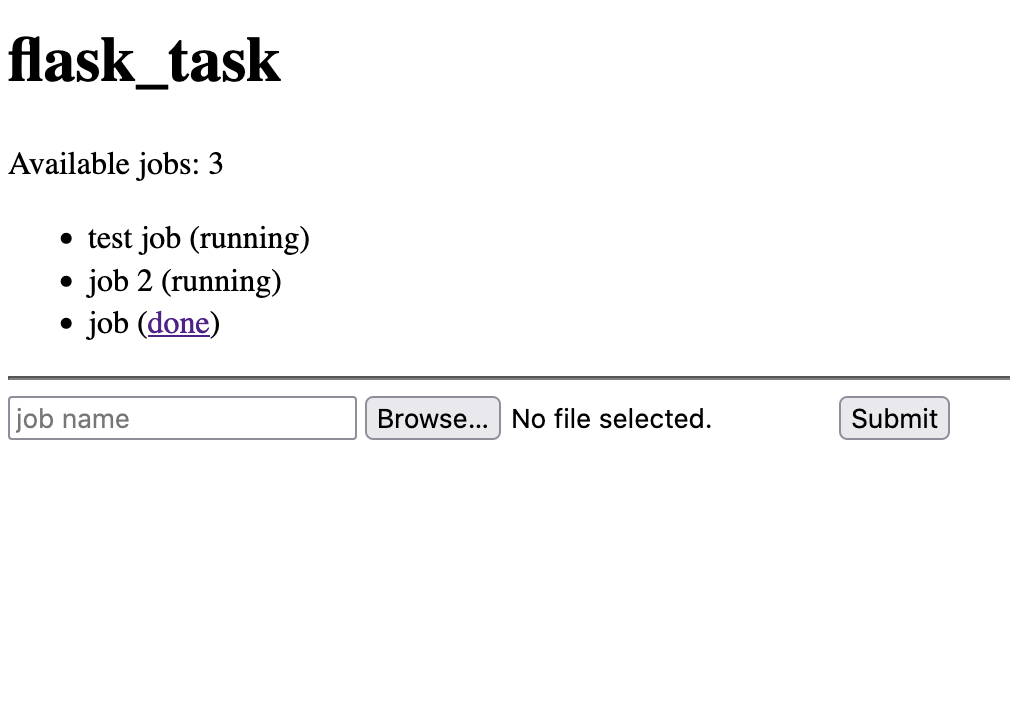 flask_task
Available jobs: 3
test job (running)
job 2 (running)
job (done)
job name Browse... No file selected. Submit